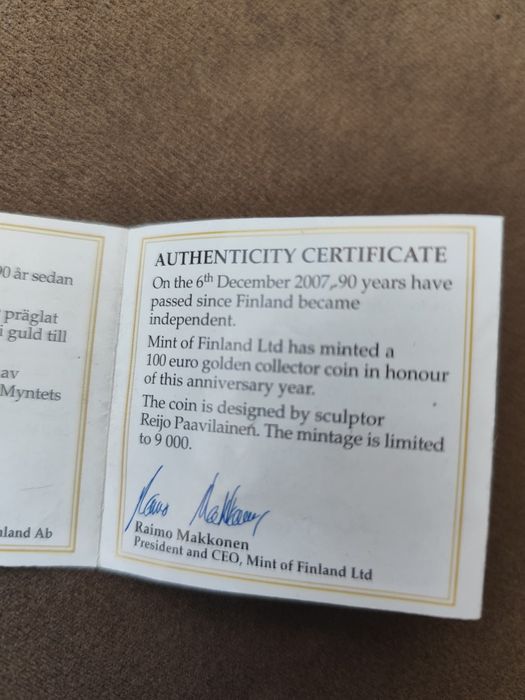 0 år sedan
präglat
i guld till
av
Myntets
nland Ab
AUTHENTICITY CERTIFICATE
On the 6th December 2007, 90 years have
passed since Finland became
independent.
Mint of Finland Ltd has minted a
100 euro golden collector coin in honour
of this anniversary year.
The coin is designed by sculptor
Reijo Paavilainen. The mintage is limited
to 9 000.
Raimo Makkonen
Raimo Makkonen
President and CEO, Mint of Finland Ltd